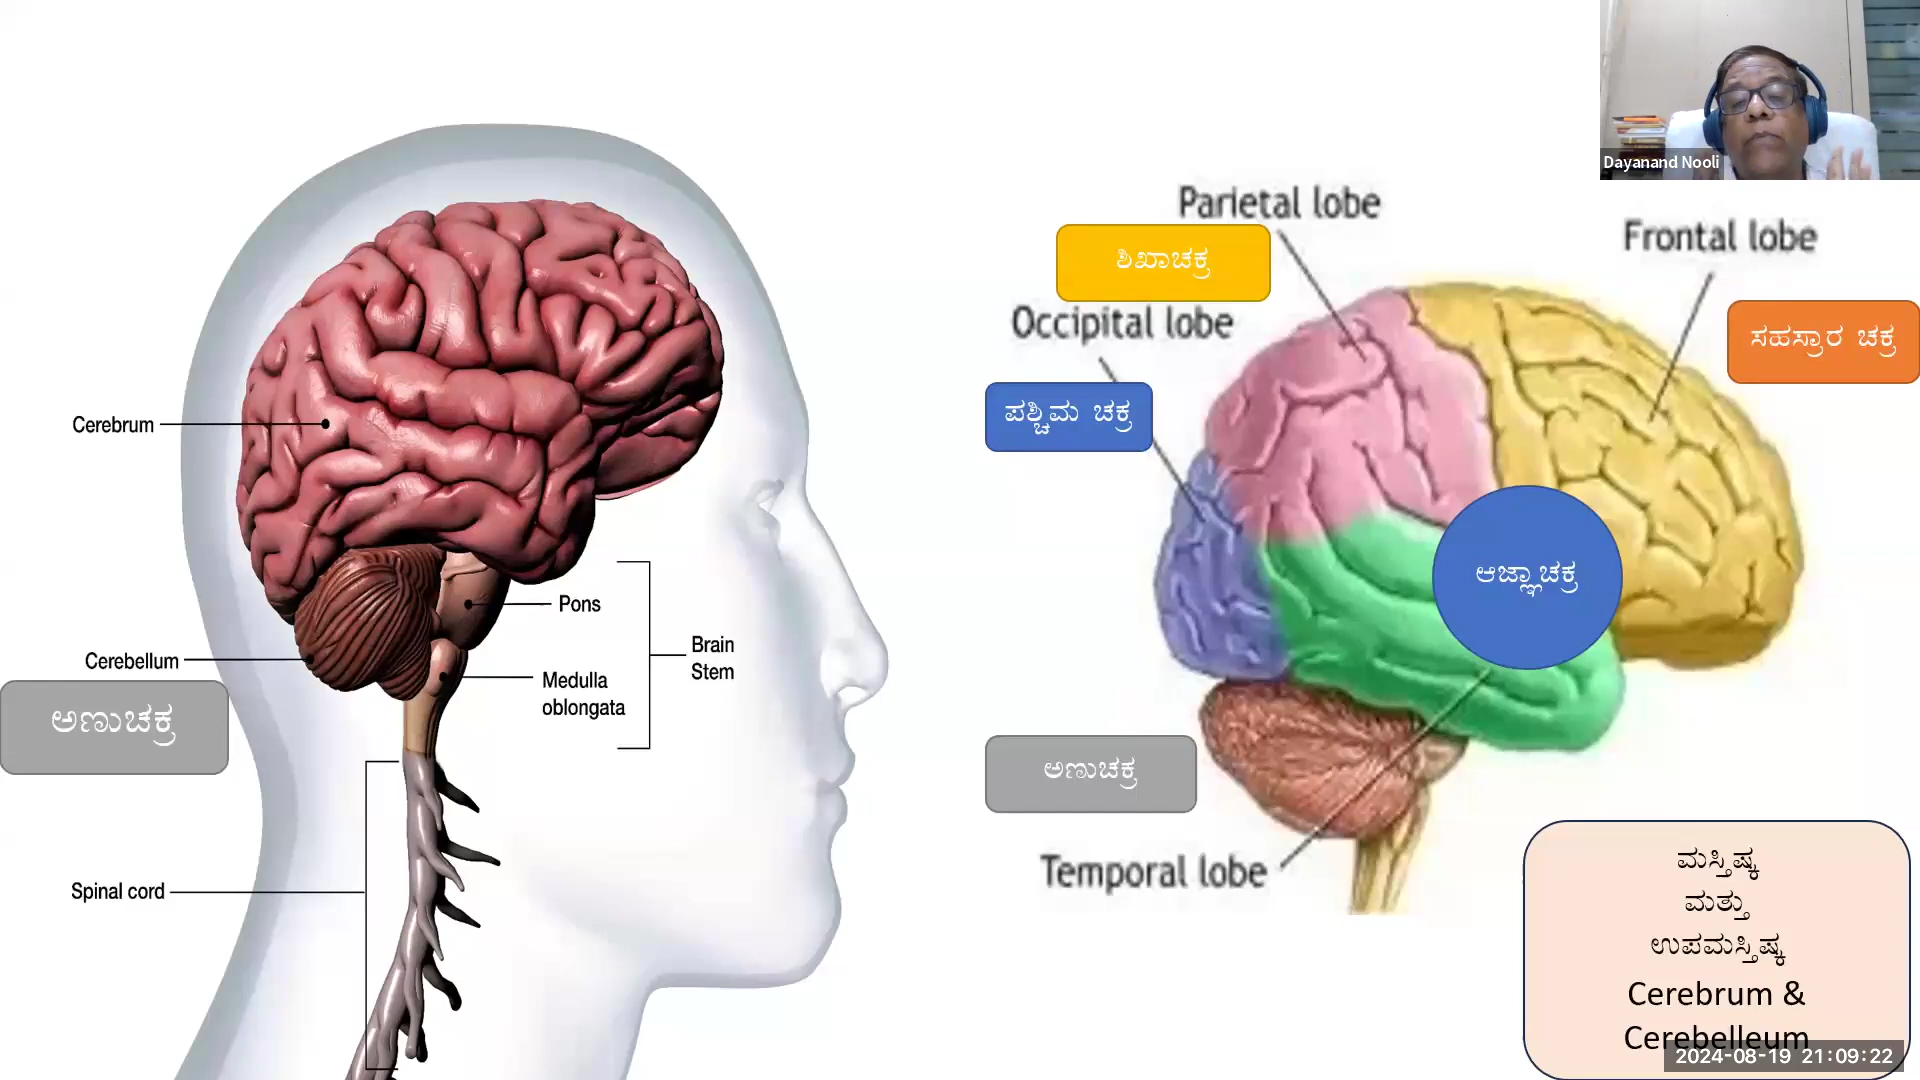 Dayanand Nooli
Parietal lobe
Frontal lobe
ಶಿಖಾಚಕ್ರ
Occipital lobe
ಸಹಸ್ರಾರ ಚಕ್ರ
ಪಶ್ಚಿಮ ಚಕ್ರ
Cerebrum
ಆಜ್ಞಾಚಕ್ರ
Pons
Brain
Stem
Cerebellum
Medulla
oblongata
ಅಣುಚಕ್ರ
ಅಣುಚಕ್ರ
Temporal lobe
Spinal cord
ಮಸ್ತಿಷ್ಕ
ಮತ್ತು
ಉಪಮಸ್ತಿಷ್ಕ
Cerebrum &
Cerebelleum
2024-08-19 21:09:22